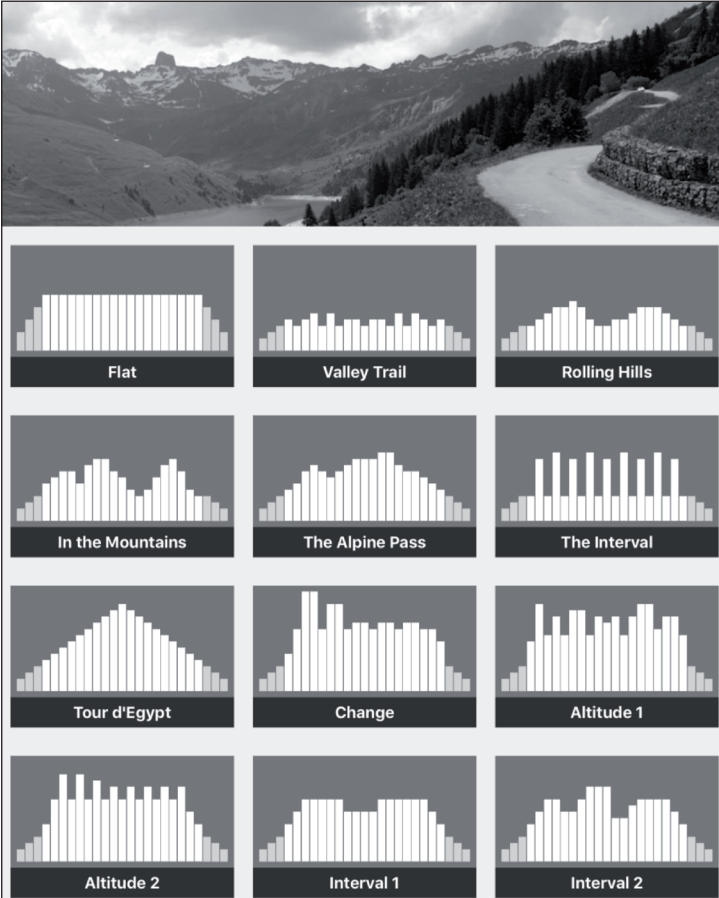 Flat
Valley Trail
Rolling Hills
In the Mountains
The Alpine Pass
The Interval
Tour d'Egypt
Change
Altitude 1
Altitude 2
Interval 1
Interval 2